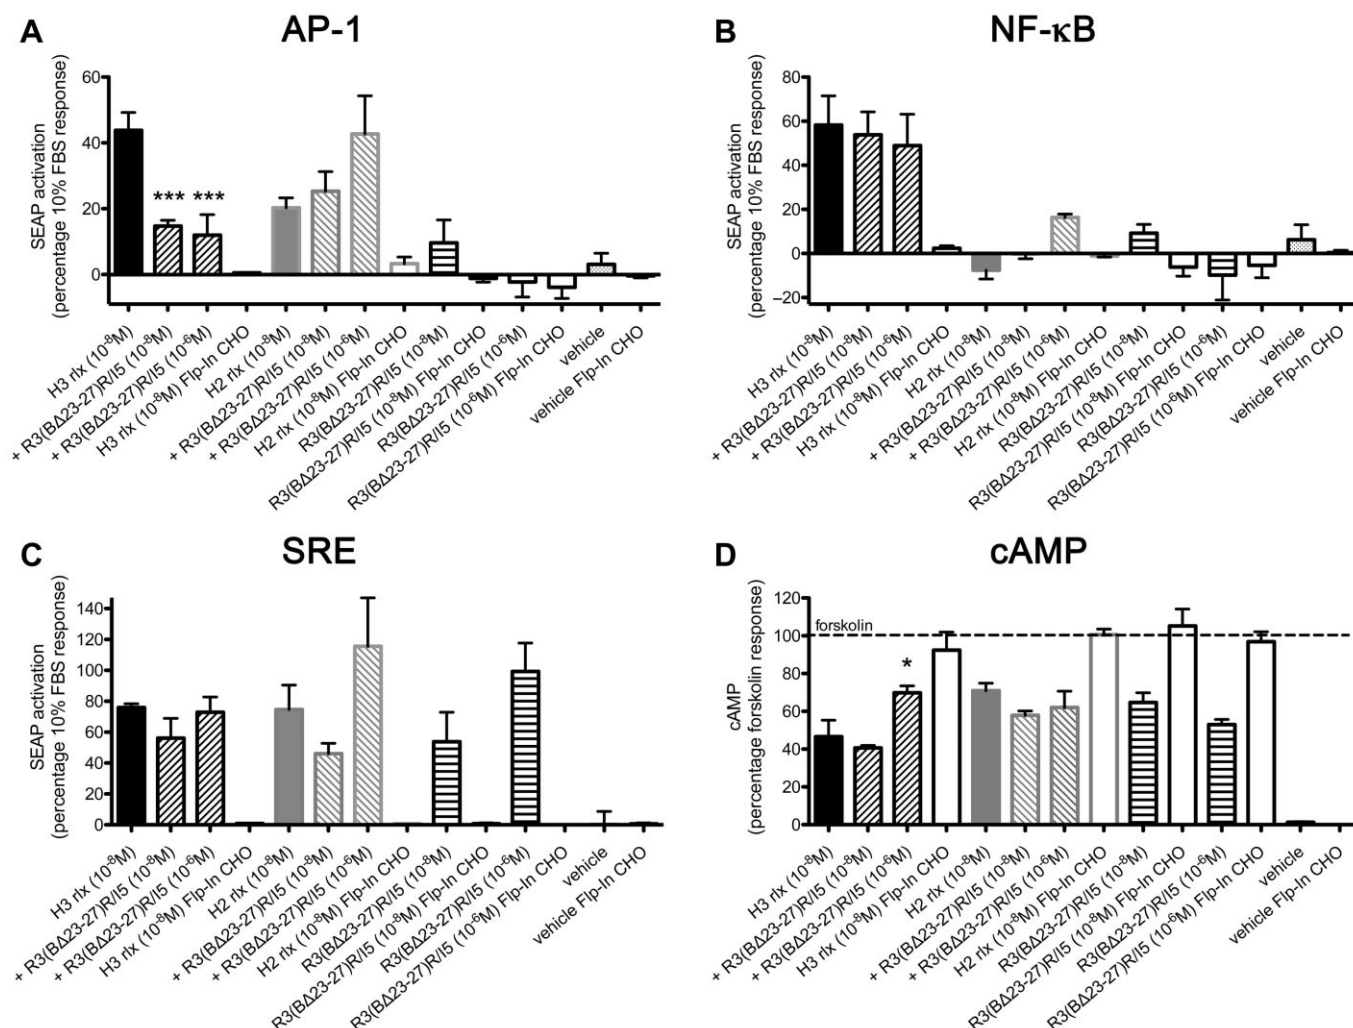 A
AP-1
SEAP activation
(percentage 10% FBS response)
60
40
20
0
*** ***
H3 rlx (10⁻⁸M)
+ R3(BΔ23-27)R/I5 (10⁻⁸M)
+ R3(BΔ23-27)R/I5 (10⁻⁶M)
H3 rlx (10⁻⁸M) Flp-In CHO
H2 rlx (10⁻⁸M)
+ R3(BΔ23-27)R/I5 (10⁻⁸M)
+ R3(BΔ23-27)R/I5 (10⁻⁶M)
H2 rlx (10⁻⁸M) Flp-In CHO
R3(BΔ23-27)R/I5 (10⁻⁸M)
R3(BΔ23-27)R/I5 (10⁻⁸M) Flp-In CHO
R3(BΔ23-27)R/I5 (10⁻⁶M)
R3(BΔ23-27)R/I5 (10⁻⁶M) Flp-In CHO
vehicle
vehicle Flp-In CHO
B
NF-κB
SEAP activation
(percentage 10% FBS response)
80
60
40
20
0
−20
H3 rlx (10⁻⁸M)
+ R3(BΔ23-27)R/I5 (10⁻⁸M)
+ R3(BΔ23-27)R/I5 (10⁻⁶M)
H3 rlx (10⁻⁸M) Flp-In CHO
H2 rlx (10⁻⁸M)
+ R3(BΔ23-27)R/I5 (10⁻⁸M)
+ R3(BΔ23-27)R/I5 (10⁻⁶M)
H2 rlx (10⁻⁸M) Flp-In CHO
R3(BΔ23-27)R/I5 (10⁻⁸M)
R3(BΔ23-27)R/I5 (10⁻⁸M) Flp-In CHO
R3(BΔ23-27)R/I5 (10⁻⁶M)
R3(BΔ23-27)R/I5 (10⁻⁶M) Flp-In CHO
vehicle
vehicle Flp-In CHO
C
SRE
SEAP activation
(percentage 10% FBS response)
140
120
100
80
60
40
20
0
H3 rlx (10⁻⁸M)
+ R3(BΔ23-27)R/I5 (10⁻⁸M)
+ R3(BΔ23-27)R/I5 (10⁻⁶M)
H3 rlx (10⁻⁸M) Flp-In CHO
H2 rlx (10⁻⁸M)
+ R3(BΔ23-27)R/I5 (10⁻⁸M)
+ R3(BΔ23-27)R/I5 (10⁻⁶M)
H2 rlx (10⁻⁸M) Flp-In CHO
R3(BΔ23-27)R/I5 (10⁻⁸M)
R3(BΔ23-27)R/I5 (10⁻⁸M) Flp-In CHO
R3(BΔ23-27)R/I5 (10⁻⁶M)
R3(BΔ23-27)R/I5 (10⁻⁶M) Flp-In CHO
vehicle
vehicle Flp-In CHO
D
cAMP
cAMP
(percentage forskolin response)
120
100
80
60
40
20
0
forskolin
*
H3 rlx (10⁻⁸M)
+ R3(BΔ23-27)R/I5 (10⁻⁸M)
+ R3(BΔ23-27)R/I5 (10⁻⁶M)
H3 rlx (10⁻⁸M) Flp-In CHO
H2 rlx (10⁻⁸M)
+ R3(BΔ23-27)R/I5 (10⁻⁸M)
+ R3(BΔ23-27)R/I5 (10⁻⁶M)
H2 rlx (10⁻⁸M) Flp-In CHO
R3(BΔ23-27)R/I5 (10⁻⁸M)
R3(BΔ23-27)R/I5 (10⁻⁸M) Flp-In CHO
R3(BΔ23-27)R/I5 (10⁻⁶M)
R3(BΔ23-27)R/I5 (10⁻⁶M) Flp-In CHO
vehicle
vehicle Flp-In CHO